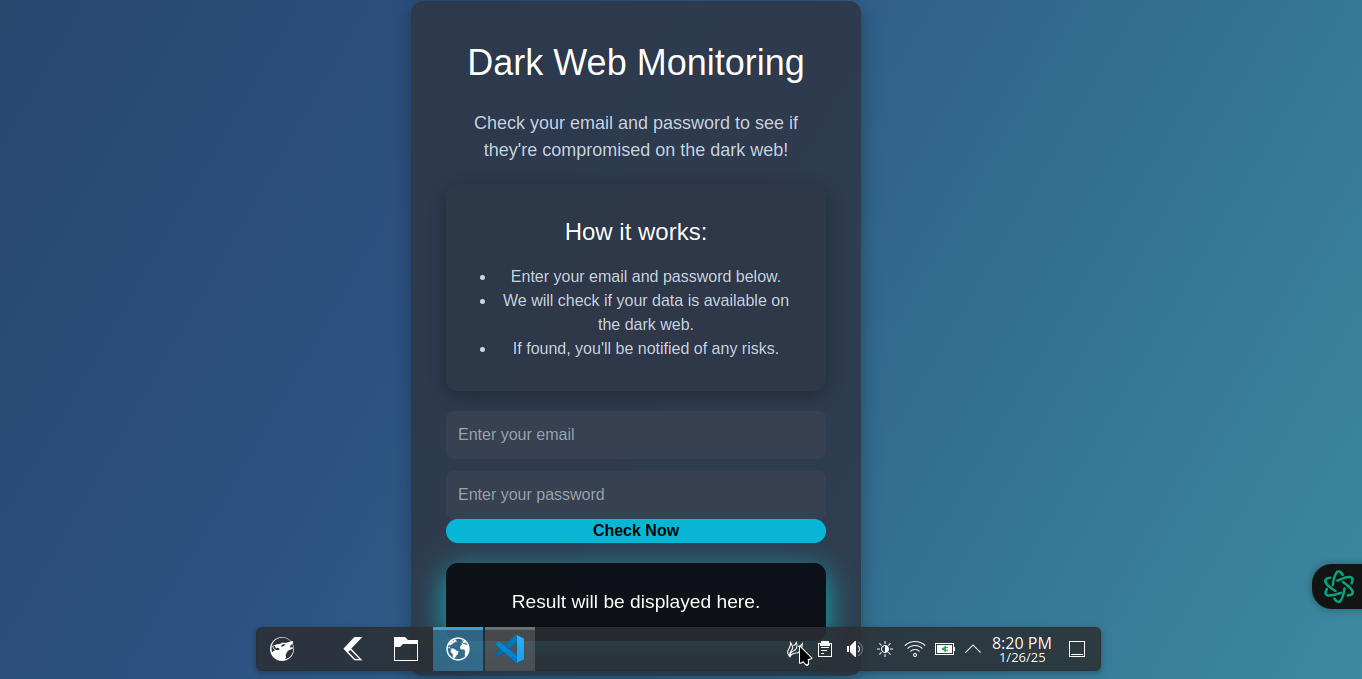 Dark Web Monitoring
Check your email and password to see if
they're compromised on the dark web!
How it works:
Enter your email and password below.
We will check if your data is available on
the dark web.
If found, you'll be notified of any risks.
Enter your email
Enter your password
Check Now
Result will be displayed here.
8:20 PM
1/26/25